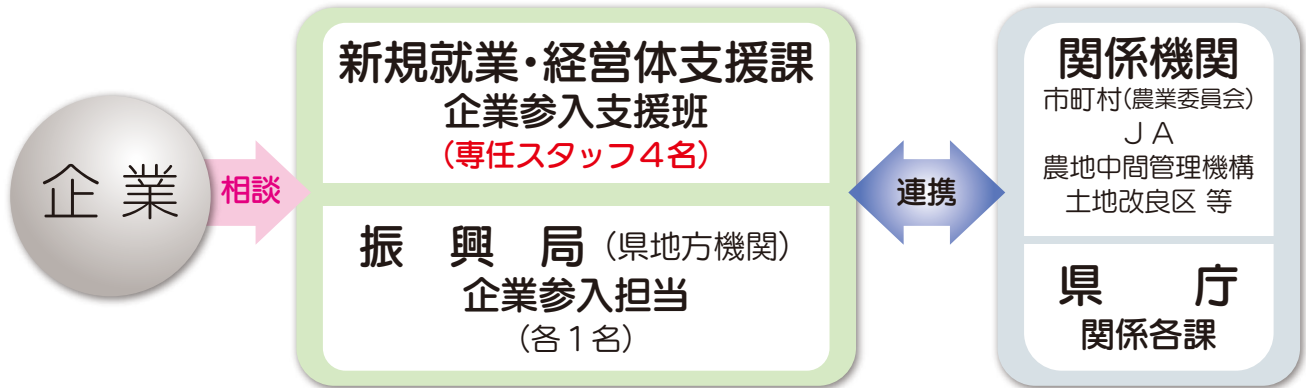 企業
相談
新規就業・経営体支援課
企業参入支援班
(専任スタッフ4名)
振興局(県地方機関)
企業参入担当
(各1名)
連携
関係機関
市町村(農業委員会)
JA
農地中間管理機構
土地改良区 等
県庁
関係各課